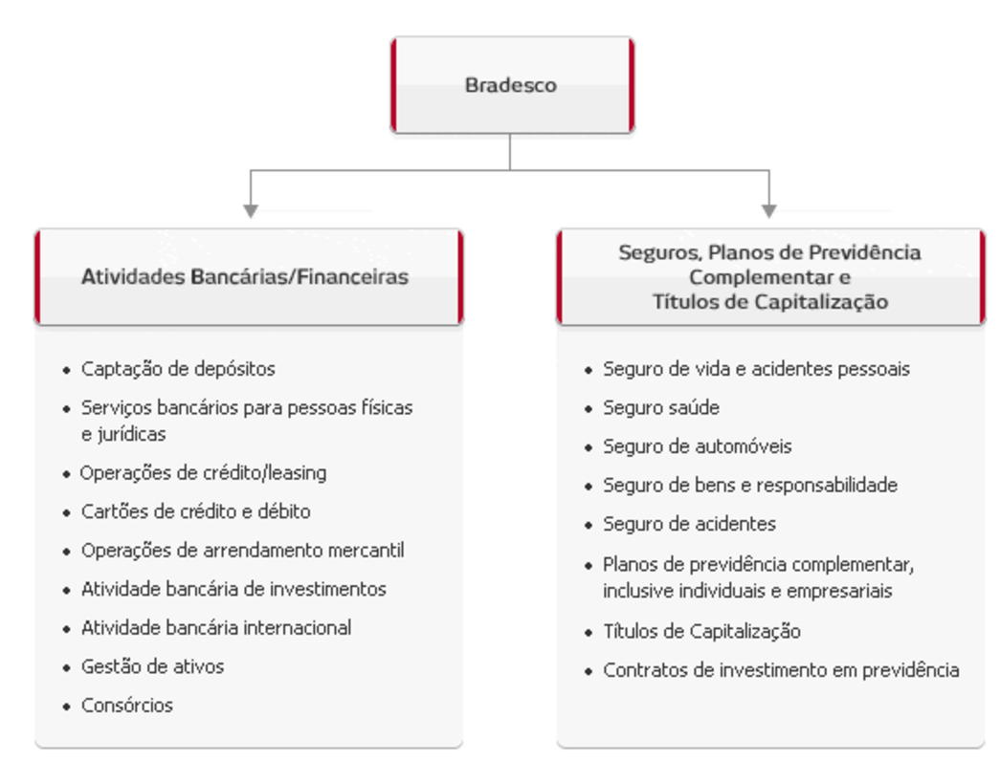 Bradesco
Atividades Bancárias/Financeiras
• Captação de depósitos
• Serviços bancários para pessoas físicas
e jurídicas
• Operações de crédito/leasing
• Cartões de crédito e débito
• Operações de arrendamento mercantil
• Atividade bancária de investimentos
• Atividade bancária internacional
• Gestão de ativos
• Consórcios
Seguros, Planos de Previdência
Complementar e
Títulos de Capitalização
• Seguro de vida e acidentes pessoais
• Seguro saúde
• Seguro de automóveis
• Seguro de bens e responsabilidade
• Seguro de acidentes
• Planos de previdência complementar,
inclusive individuais e empresariais
• Títulos de Capitalização
• Contratos de investimento em previdência